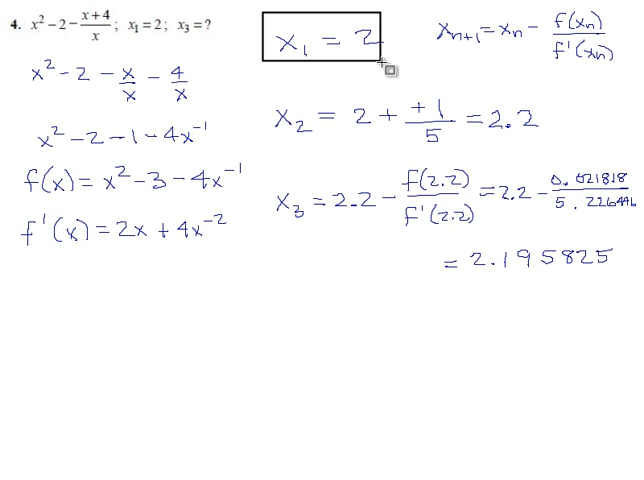 4. x² − 2 − (x+4)/x ; x₁ = 2 ; x₃ = ?
x² − 2 − x/x − 4/x
x² − 2 − 1 − 4x⁻¹
f(x) = x² − 3 − 4x⁻¹
f'(x) = 2x + 4x⁻²
x₁ = 2
xₙ₊₁ = xₙ − f(xₙ)/f'(xₙ)
x₂ = 2 + +1/5 = 2.2
x₃ = 2.2 − f(2.2)/f'(2.2) = 2.2 − 0.021818/5.226446
= 2.195825